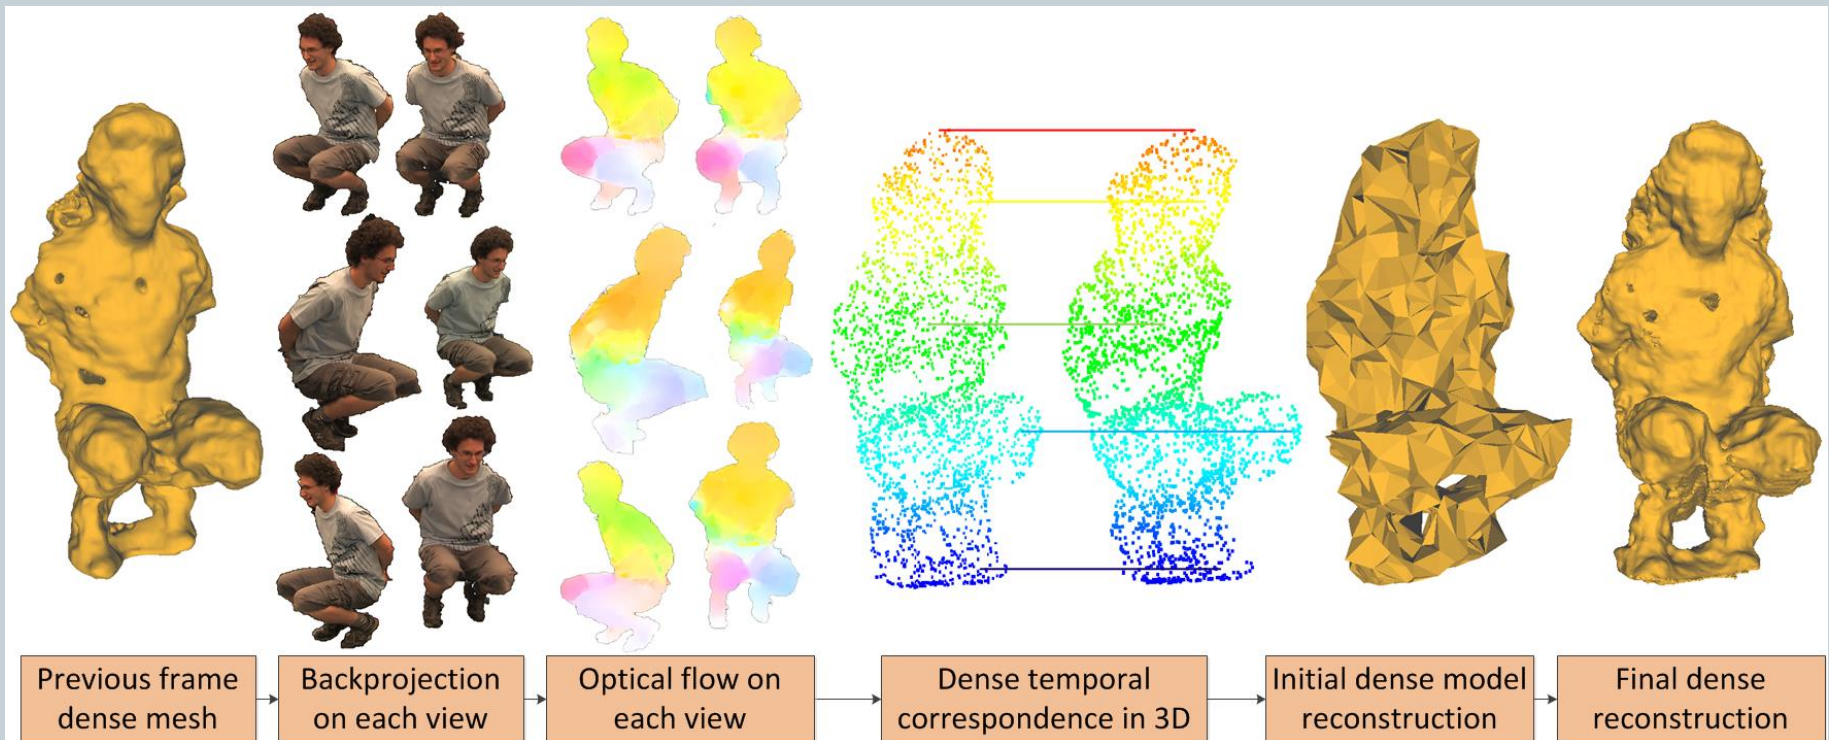 Previous frame
dense mesh
Backprojection
on each view
Optical flow on
each view
Dense temporal
correspondence in 3D
Initial dense model
reconstruction
Final dense
reconstruction